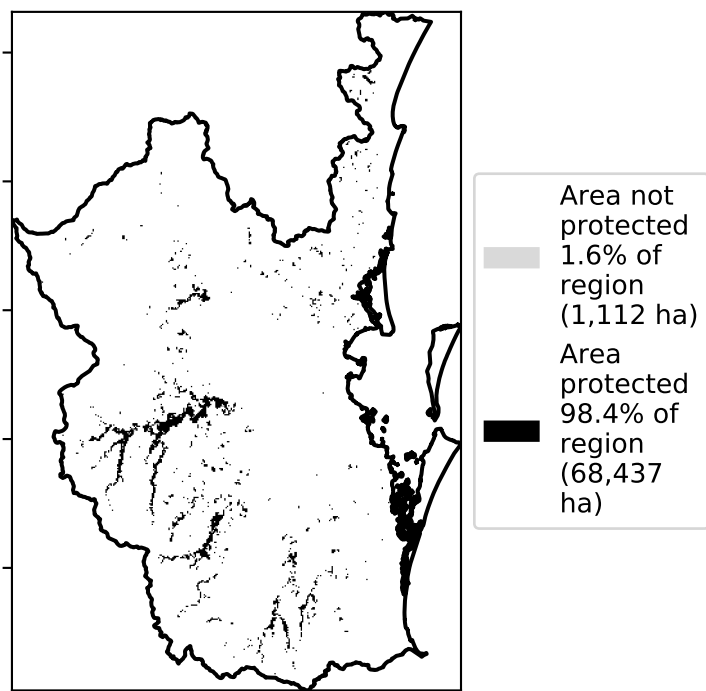 Area not
protected
1.6% of
region
(1,112 ha)
Area
protected
98.4% of
region
(68,437
ha)